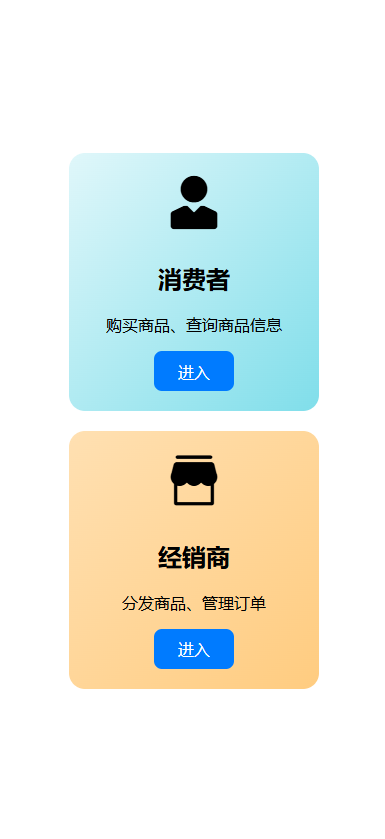 消费者
购买商品、查询商品信息
进入
经销商
分发商品、管理订单
进入